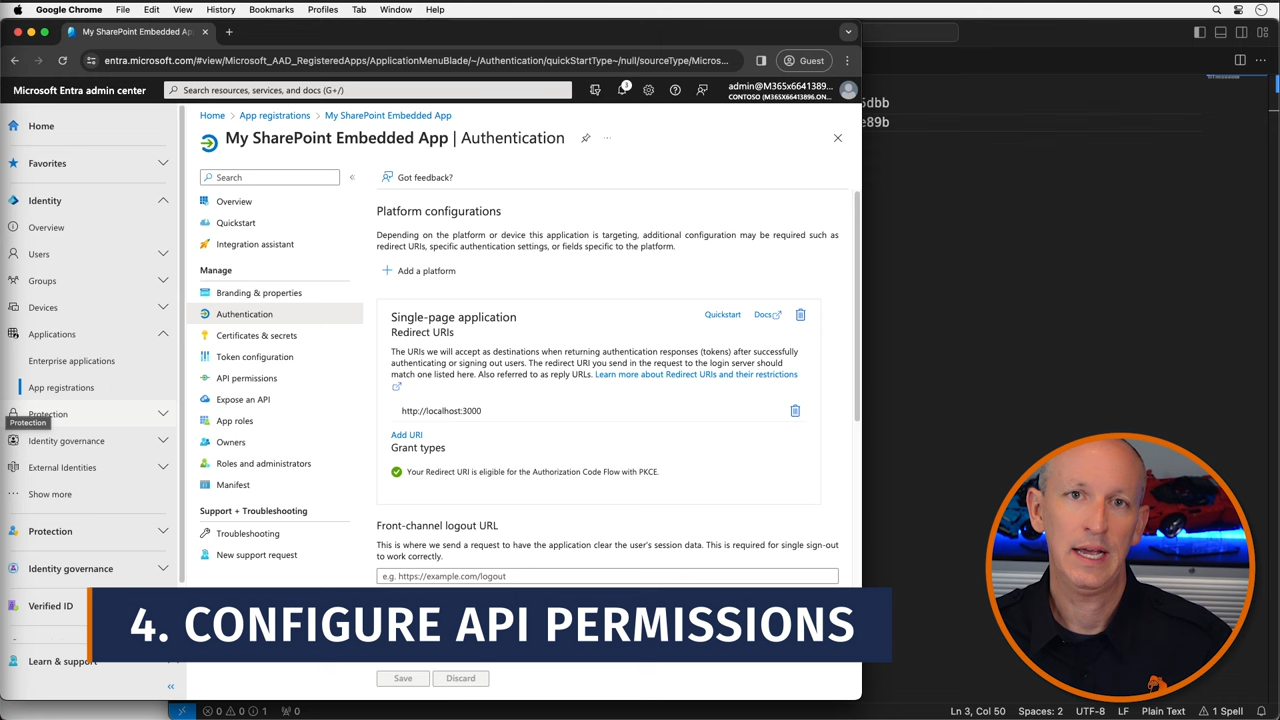 Google Chrome File Edit View History Bookmarks Profiles Tab Window Help
My SharePoint Embedded Ap
entra.microsoft.com/#view/Microsoft_AAD_RegisteredApps/ApplicationMenuBlade/~/Authentication/quickStartType~/null/sourceType/Micros...
Guest
Microsoft Entra admin center
Search resources, services, and docs (G+/)
1
admin@M365x6641389...
CONTOSO (M365X66413896.ON...
Home
Favorites
Identity
Overview
Users
Groups
Devices
Applications
Enterprise applications
App registrations
Protection
Protection
Identity governance
External Identities
Show more
Protection
Identity governance
Verified ID
Learn & support
Home > App registrations > My SharePoint Embedded App
My SharePoint Embedded App | Authentication
Search
Overview
Quickstart
Integration assistant
Manage
Branding & properties
Authentication
Certificates & secrets
Token configuration
API permissions
Expose an API
App roles
Owners
Roles and administrators
Manifest
Support + Troubleshooting
Troubleshooting
New support request
Got feedback?
Platform configurations
Depending on the platform or device this application is targeting, additional configuration may be required such as
redirect URIs, specific authentication settings, or fields specific to the platform.
Add a platform
Single-page application
Quickstart Docs
Redirect URIs
The URIs we will accept as destinations when returning authentication responses (tokens) after successfully
authenticating or signing out users. The redirect URI you send in the request to the login server should
match one listed here. Also referred to as reply URLs. Learn more about Redirect URIs and their restrictions
http://localhost:3000
Add URI
Grant types
Your Redirect URI is eligible for the Authorization Code Flow with PKCE.
Front-channel logout URL
This is where we send a request to have the application clear the user's session data. This is required for single sign-out
to work correctly.
e.g. https://example.com/logout
4. CONFIGURE API PERMISSIONS
Save Discard
5dbb
e89b
0 0 1 0
Ln 3, Col 50 Spaces: 2 UTF-8 LF Plain Text 1 Spell